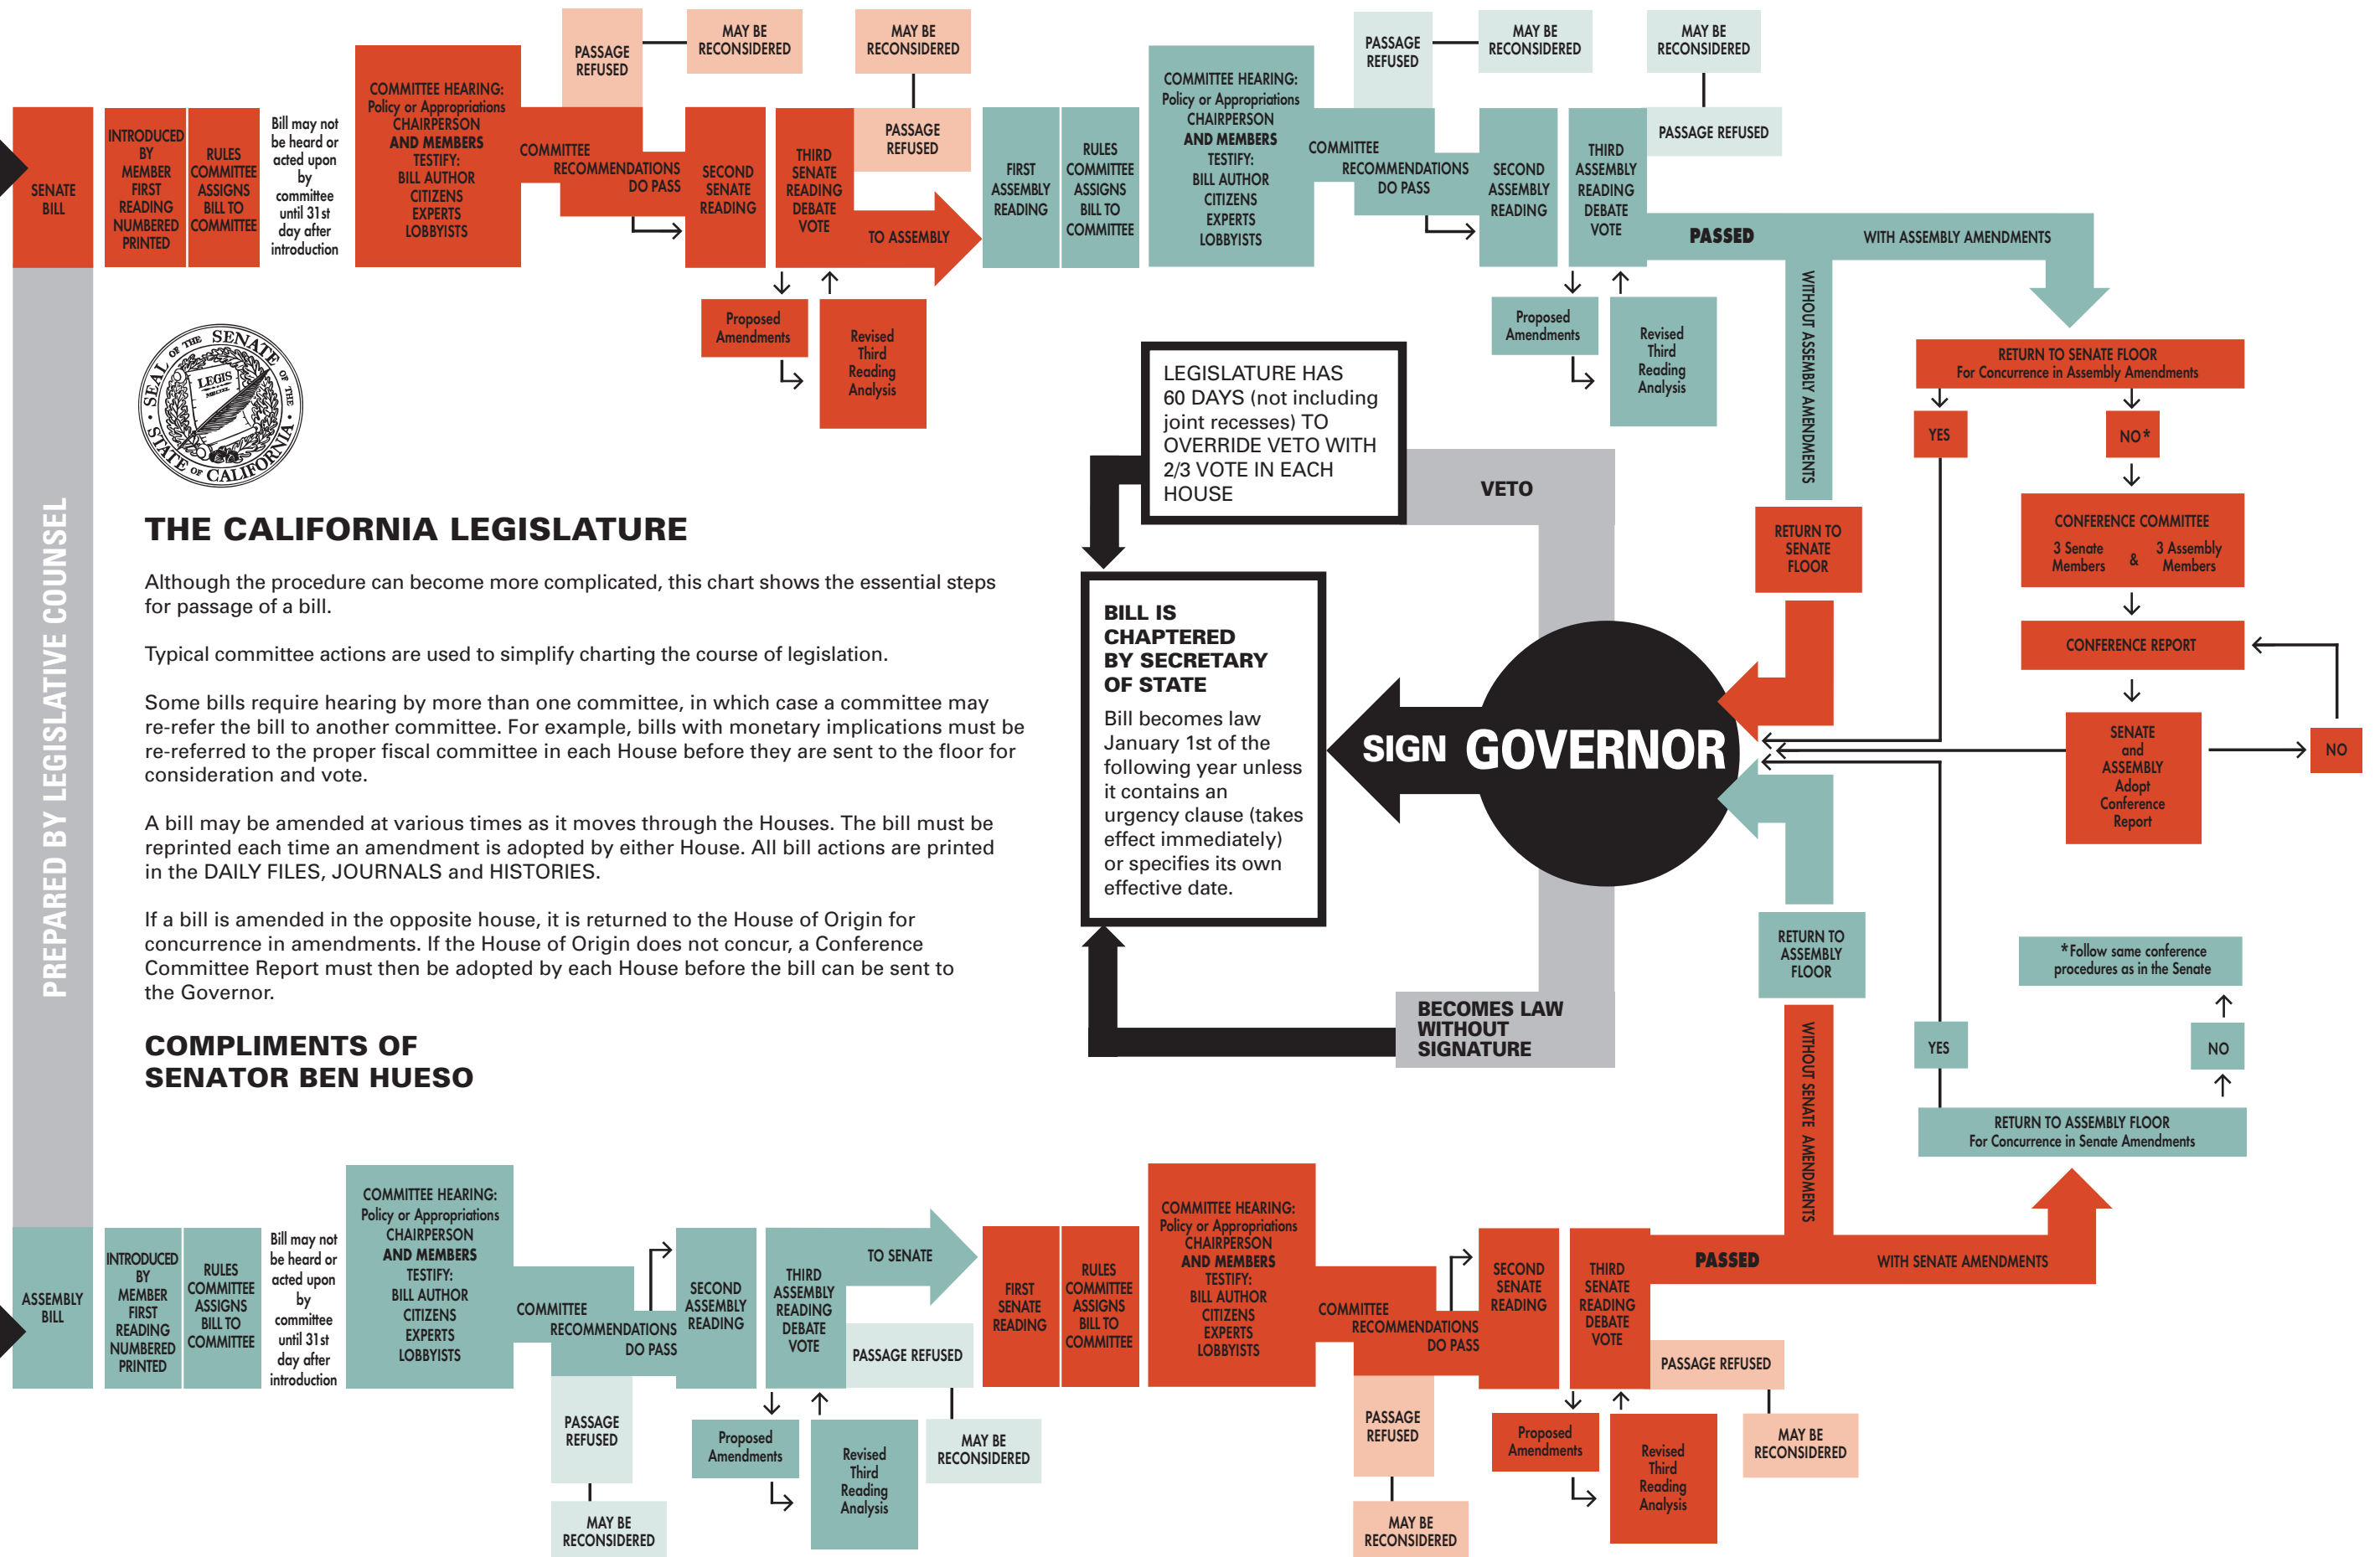 SENATE
BILL
INTRODUCED
BY
MEMBER
FIRST
READING
NUMBERED
PRINTED
RULES
COMMITTEE
ASSIGNS
BILL TO
COMMITTEE
Bill may not
be heard or
acted upon
by
committee
until 31st
day after
introduction
COMMITTEE HEARING:
Policy or Appropriations
CHAIRPERSON
AND MEMBERS
TESTIFY:
BILL AUTHOR
CITIZENS
EXPERTS
LOBBYISTS
PASSAGE
REFUSED
MAY BE
RECONSIDERED
COMMITTEE
RECOMMENDATIONS
DO PASS
SECOND
SENATE
READING
THIRD
SENATE
READING
DEBATE
VOTE
MAY BE
RECONSIDERED
PASSAGE
REFUSED
TO ASSEMBLY
Proposed
Amendments
Revised
Third
Reading
Analysis
FIRST
ASSEMBLY
READING
RULES
COMMITTEE
ASSIGNS
BILL TO
COMMITTEE
COMMITTEE HEARING:
Policy or Appropriations
CHAIRPERSON
AND MEMBERS
TESTIFY:
BILL AUTHOR
CITIZENS
EXPERTS
LOBBYISTS
PASSAGE
REFUSED
MAY BE
RECONSIDERED
COMMITTEE
RECOMMENDATIONS
DO PASS
SECOND
ASSEMBLY
READING
THIRD
ASSEMBLY
READING
DEBATE
VOTE
MAY BE
RECONSIDERED
PASSAGE REFUSED
Proposed
Amendments
Revised
Third
Reading
Analysis
PASSED
WITH ASSEMBLY AMENDMENTS
WITHOUT ASSEMBLY AMENDMENTS
RETURN TO SENATE FLOOR
For Concurrence in Assembly Amendments
YES
NO*
CONFERENCE COMMITTEE
3 Senate
Members
&
3 Assembly
Members
CONFERENCE REPORT
SENATE
and
ASSEMBLY
Adopt
Conference
Report
NO
RETURN TO
SENATE
FLOOR
PREPARED BY LEGISLATIVE COUNSEL
SEAL OF THE SENATE OF THE STATE OF CALIFORNIA
LEGIS
THE CALIFORNIA LEGISLATURE
Although the procedure can become more complicated, this chart shows the essential steps
for passage of a bill.
Typical committee actions are used to simplify charting the course of legislation.
Some bills require hearing by more than one committee, in which case a committee may
re-refer the bill to another committee. For example, bills with monetary implications must be
re-referred to the proper fiscal committee in each House before they are sent to the floor for
consideration and vote.
A bill may be amended at various times as it moves through the Houses. The bill must be
reprinted each time an amendment is adopted by either House. All bill actions are printed
in the DAILY FILES, JOURNALS and HISTORIES.
If a bill is amended in the opposite house, it is returned to the House of Origin for
concurrence in amendments. If the House of Origin does not concur, a Conference
Committee Report must then be adopted by each House before the bill can be sent to
the Governor.
COMPLIMENTS OF
SENATOR BEN HUESO
LEGISLATURE HAS
60 DAYS (not including
joint recesses) TO
OVERRIDE VETO WITH
2/3 VOTE IN EACH
HOUSE
VETO
BILL IS
CHAPTERED
BY SECRETARY
OF STATE
Bill becomes law
January 1st of the
following year unless
it contains an
urgency clause (takes
effect immediately)
or specifies its own
effective date.
SIGN
GOVERNOR
BECOMES LAW
WITHOUT
SIGNATURE
RETURN TO
ASSEMBLY
FLOOR
*Follow same conference
procedures as in the Senate
YES
NO
RETURN TO ASSEMBLY FLOOR
For Concurrence in Senate Amendments
WITHOUT SENATE AMENDMENTS
ASSEMBLY
BILL
INTRODUCED
BY
MEMBER
FIRST
READING
NUMBERED
PRINTED
RULES
COMMITTEE
ASSIGNS
BILL TO
COMMITTEE
Bill may not
be heard or
acted upon
by
committee
until 31st
day after
introduction
COMMITTEE HEARING:
Policy or Appropriations
CHAIRPERSON
AND MEMBERS
TESTIFY:
BILL AUTHOR
CITIZENS
EXPERTS
LOBBYISTS
COMMITTEE
RECOMMENDATIONS
DO PASS
PASSAGE
REFUSED
MAY BE
RECONSIDERED
SECOND
ASSEMBLY
READING
THIRD
ASSEMBLY
READING
DEBATE
VOTE
TO SENATE
PASSAGE REFUSED
MAY BE
RECONSIDERED
Proposed
Amendments
Revised
Third
Reading
Analysis
FIRST
SENATE
READING
RULES
COMMITTEE
ASSIGNS
BILL TO
COMMITTEE
COMMITTEE HEARING:
Policy or Appropriations
CHAIRPERSON
AND MEMBERS
TESTIFY:
BILL AUTHOR
CITIZENS
EXPERTS
LOBBYISTS
COMMITTEE
RECOMMENDATIONS
DO PASS
PASSAGE
REFUSED
MAY BE
RECONSIDERED
SECOND
SENATE
READING
THIRD
SENATE
READING
DEBATE
VOTE
PASSED
WITH SENATE AMENDMENTS
PASSAGE REFUSED
MAY BE
RECONSIDERED
Proposed
Amendments
Revised
Third
Reading
Analysis